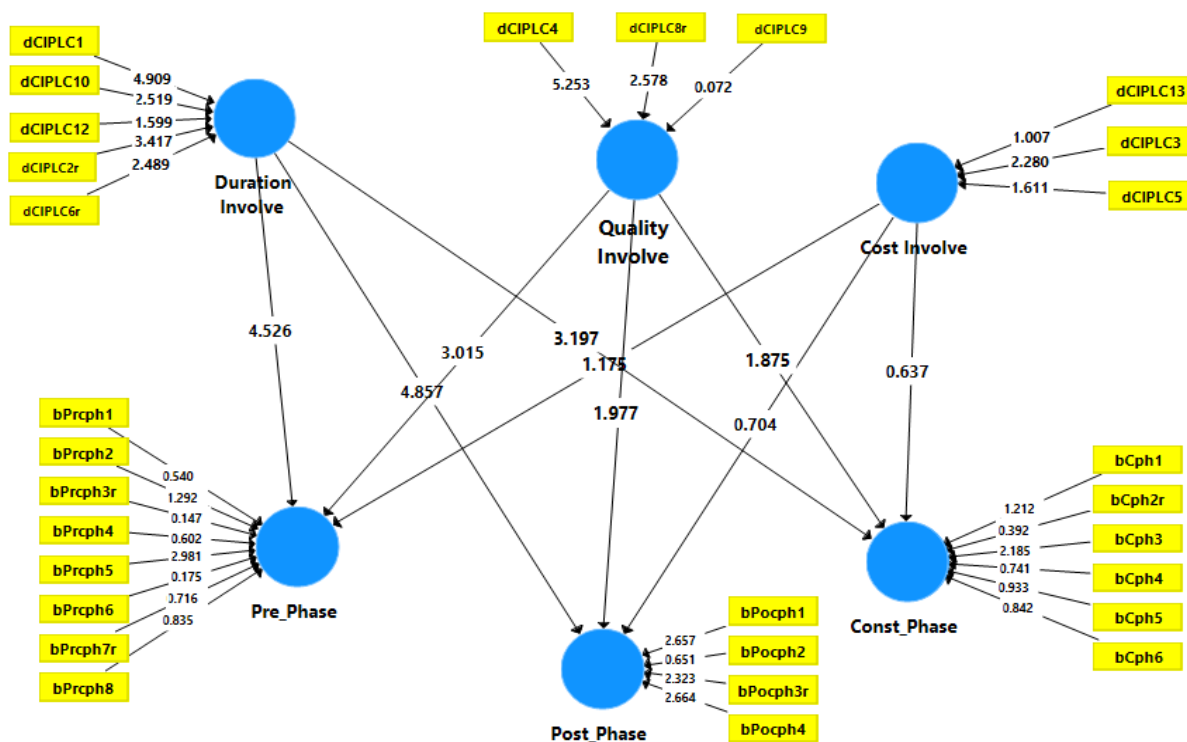 dCIPLC1
dCIPLC10
dCIPLC12
dCIPLC2r
dCIPLC6r
4.909
2.519
1.599
3.417
2.489
Duration
Involve
dCIPLC4
dCIPLC8r
dCIPLC9
5.253
2.578
0.072
Quality
Involve
dCIPLC13
dCIPLC3
dCIPLC5
1.007
2.280
1.611
Cost Involve
4.526
3.015
3.197
1.175
1.875
0.637
4.857
1.977
0.704
bPrcph1
bPrcph2
bPrcph3r
bPrcph4
bPrcph5
bPrcph6
bPrcph7r
bPrcph8
0.540
1.292
0.147
0.602
2.981
0.175
0.716
0.835
Pre_Phase
bPocph1
bPocph2
bPocph3r
bPocph4
2.657
0.651
2.323
2.664
Post_Phase
bCph1
bCph2r
bCph3
bCph4
bCph5
bCph6
1.212
0.392
2.185
0.741
0.933
0.842
Const_Phase